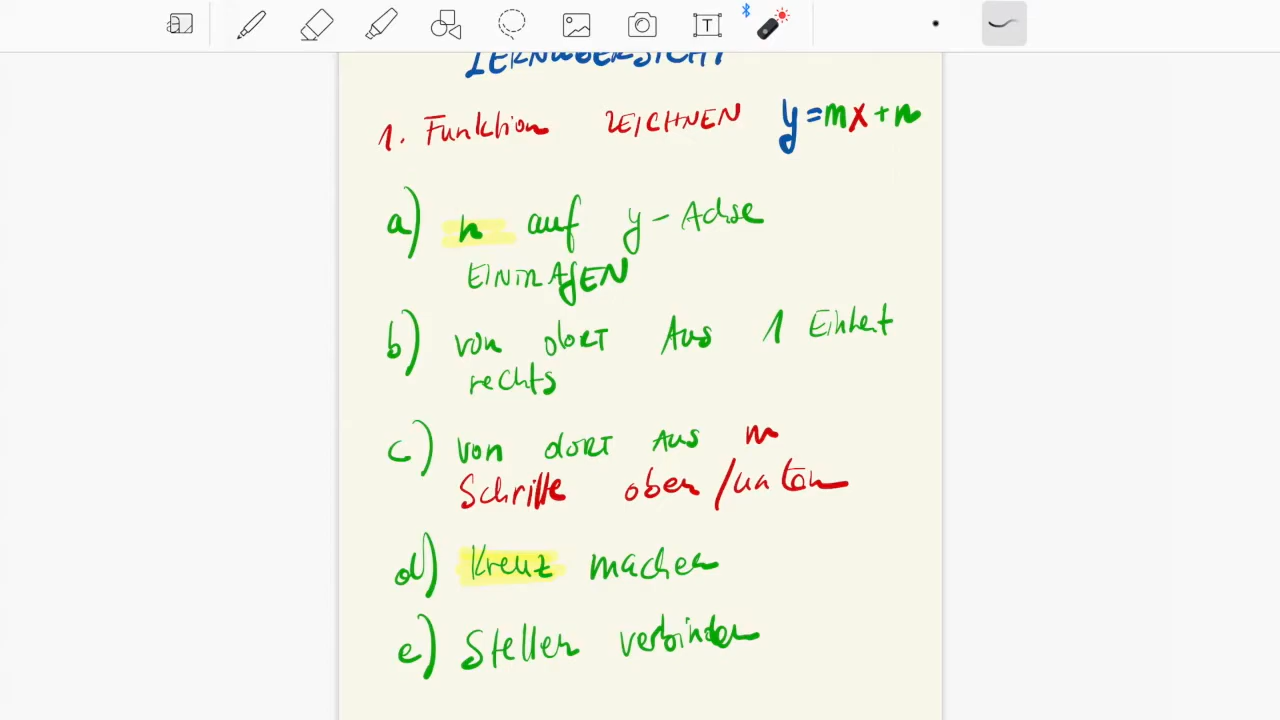 LERNÜBERSICHT
1. Funktion ZEICHNEN y=mx+n
a) n auf y-Achse
EINTRAGEN
b) von dort Aus 1 Einheit
rechts
c) von dort Aus m
Schritte oben/unten
d) Kreuz machen
e) Stellen verbinden